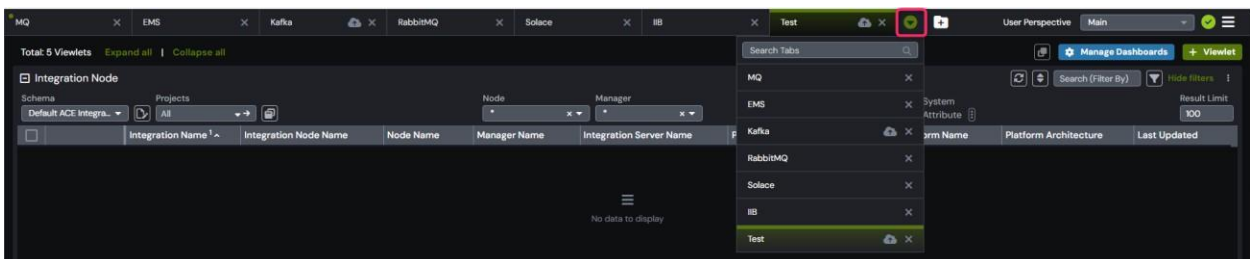 MQ EMS Kafka RabbitMQ Solace IIB Test User Perspective Main
Total: 5 Viewlets Expand all | Collapse all Search Tabs Manage Dashboards + Viewlet
Integration Node MQ Search (Filter By) Hide filters
Schema Projects Node Manager EMS System Attribute Result Limit
Default ACE Integra... All * * 100
Integration Name 1 Integration Node Name Node Name Manager Name Integration Server Name Kafka Platform Architecture Last Updated
RabbitMQ
Solace
No data to display
IIB
Test